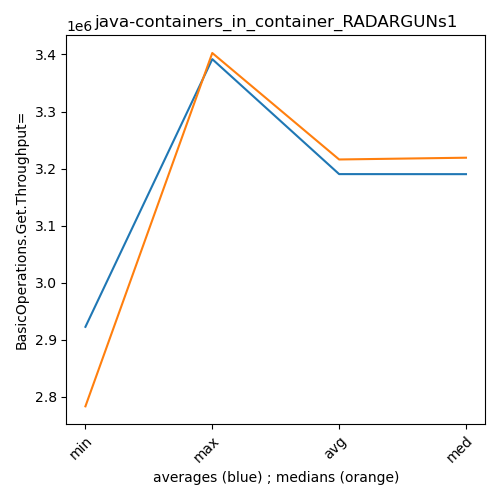 java-containers_in_container_RADARGUNs1
1e6
3.4
3.3
3.2
3.1
3.0
2.9
2.8
BasicOperations.Get.Throughput=
min
max
avg
med
averages (blue) ; medians (orange)